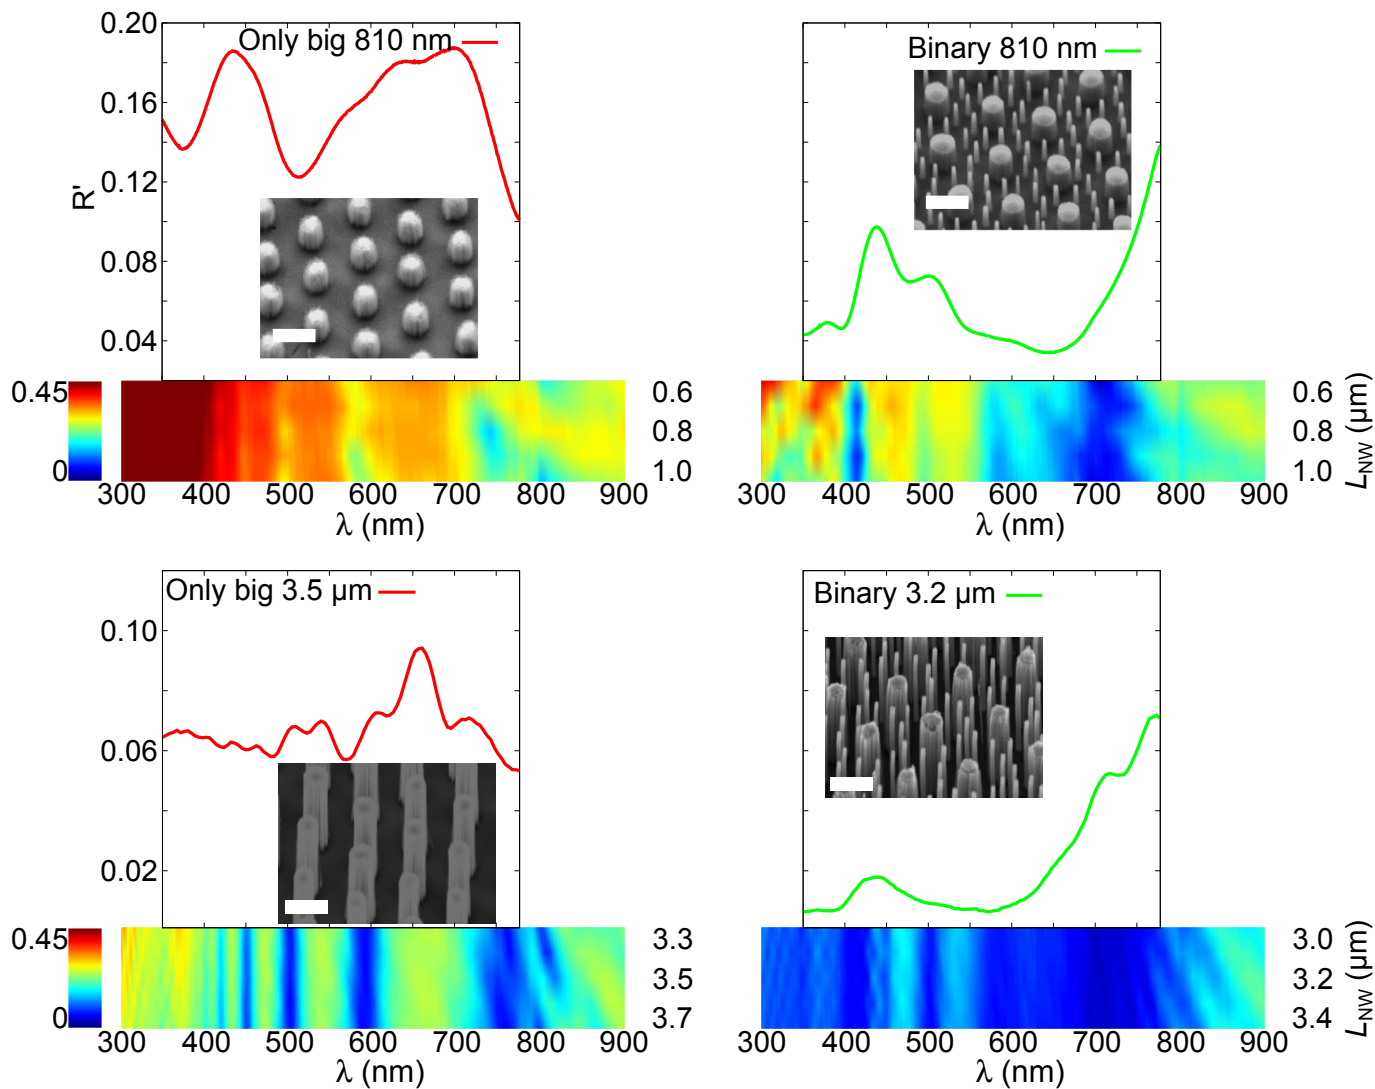 0.20
0.16
0.12
0.08
0.04
R'
Only big 810 nm
Binary 810 nm
0.45
0
0.6
0.8
1.0
300 400 500 600 700 800 900
λ (nm)
300 400 500 600 700 800 900
λ (nm)
0.6
0.8
1.0
L_NW (µm)
Only big 3.5 µm
Binary 3.2 µm
0.10
0.06
0.02
0.45
0
3.3
3.5
3.7
300 400 500 600 700 800 900
λ (nm)
300 400 500 600 700 800 900
λ (nm)
3.0
3.2
3.4
L_NW (µm)